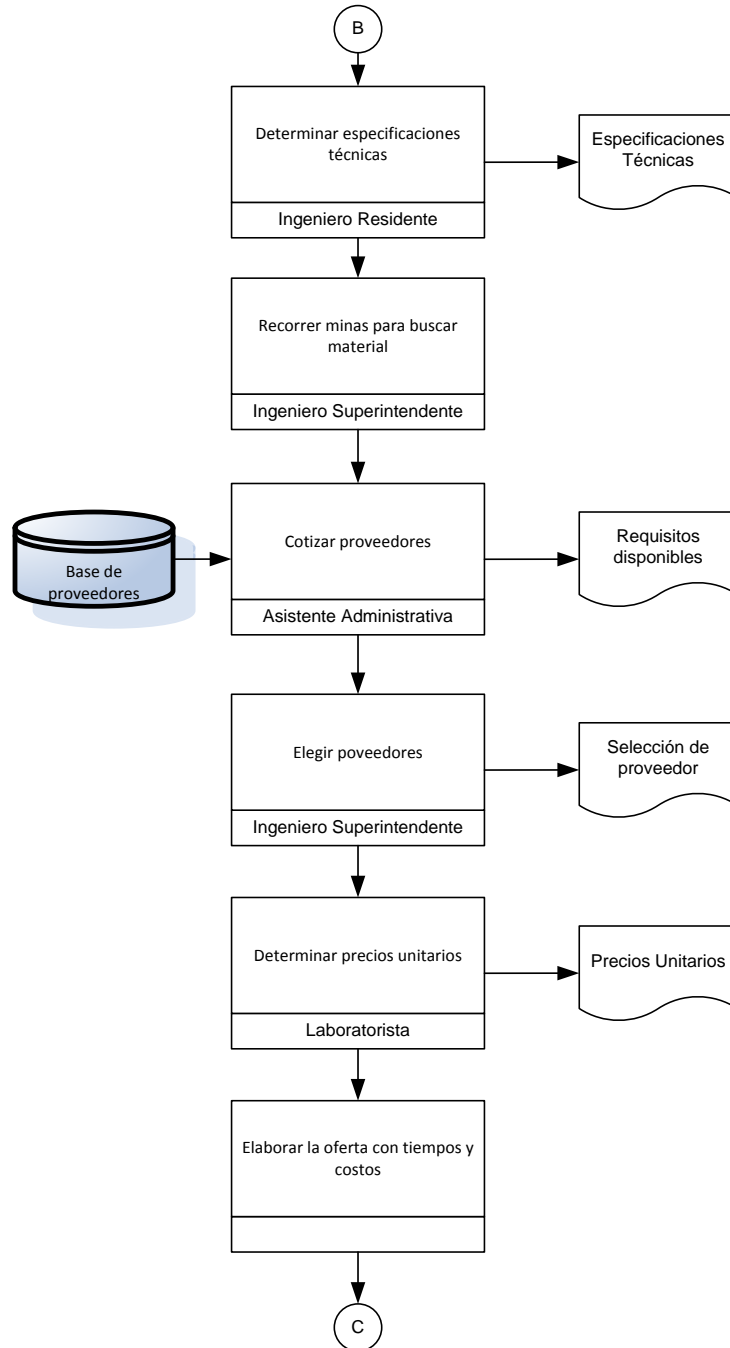 B
Determinar especificaciones
técnicas
Ingeniero Residente
Especificaciones
Técnicas
Recorrer minas para buscar
material
Ingeniero Superintendente
Base de
proveedores
Cotizar proveedores
Asistente Administrativa
Requisitos
disponibles
Elegir poveedores
Ingeniero Superintendente
Selección de
proveedor
Determinar precios unitarios
Laboratorista
Precios Unitarios
Elaborar la oferta con tiempos y
costos
C